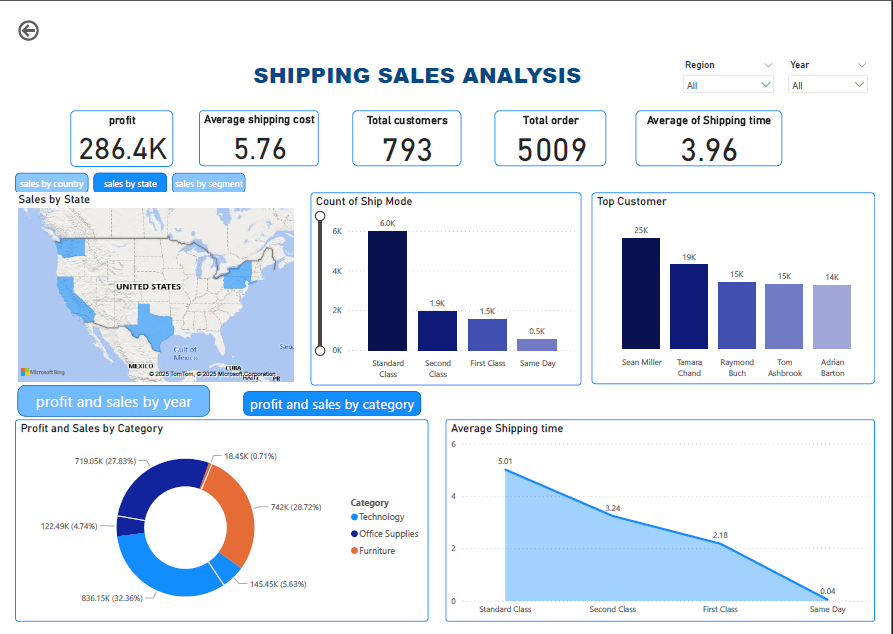 SHIPPING SALES ANALYSIS
Region
Year
All
All
profit
286.4K
Average shipping cost
5.76
Total customers
793
Total order
5009
Average of Shipping time
3.96
sales by country
sales by state
sales by segment
Sales by State
UNITED STATES
Gulf of
Mexico
MEXICO
CUBA
HAITI
PR
Sarg
Microsoft Bing
© 2025 TomTom, © 2025 Microsoft Corporation
Count of Ship Mode
6K
4K
2K
0K
6.0K
1.9K
1.5K
0.5K
Standard
Class
Second
Class
First Class
Same Day
Top Customer
25K
19K
15K
15K
14K
Sean Miller
Tamara
Chand
Raymond
Buch
Tom
Ashbrook
Adrian
Barton
profit and sales by year
profit and sales by category
Profit and Sales by Category
18.45K (0.71%)
719.05K (27.83%)
742K (28.72%)
122.49K (4.74%)
145.45K (5.63%)
836.15K (32.36%)
Category
Technology
Office Supplies
Furniture
Average Shipping time
6
4
2
0
5.01
3.24
2.18
0.04
Standard Class
Second Class
First Class
Same Day